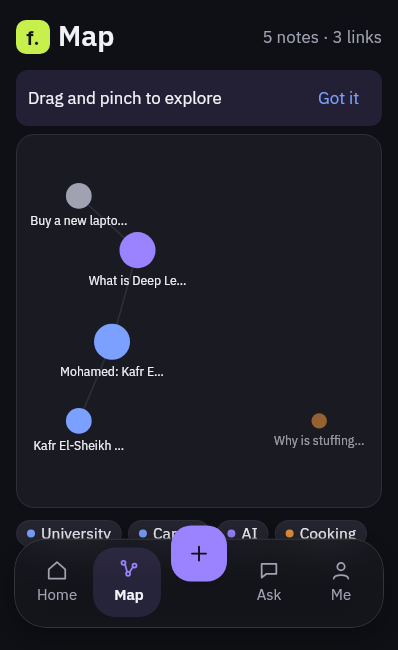 f. Map
5 notes · 3 links
Drag and pinch to explore
Got it
Buy a new lapto...
What is Deep Le...
Mohamed: Kafr E...
Kafr El-Sheikh ...
Why is stuffing...
University
AI
Cooking
+
Home
Map
Ask
Me